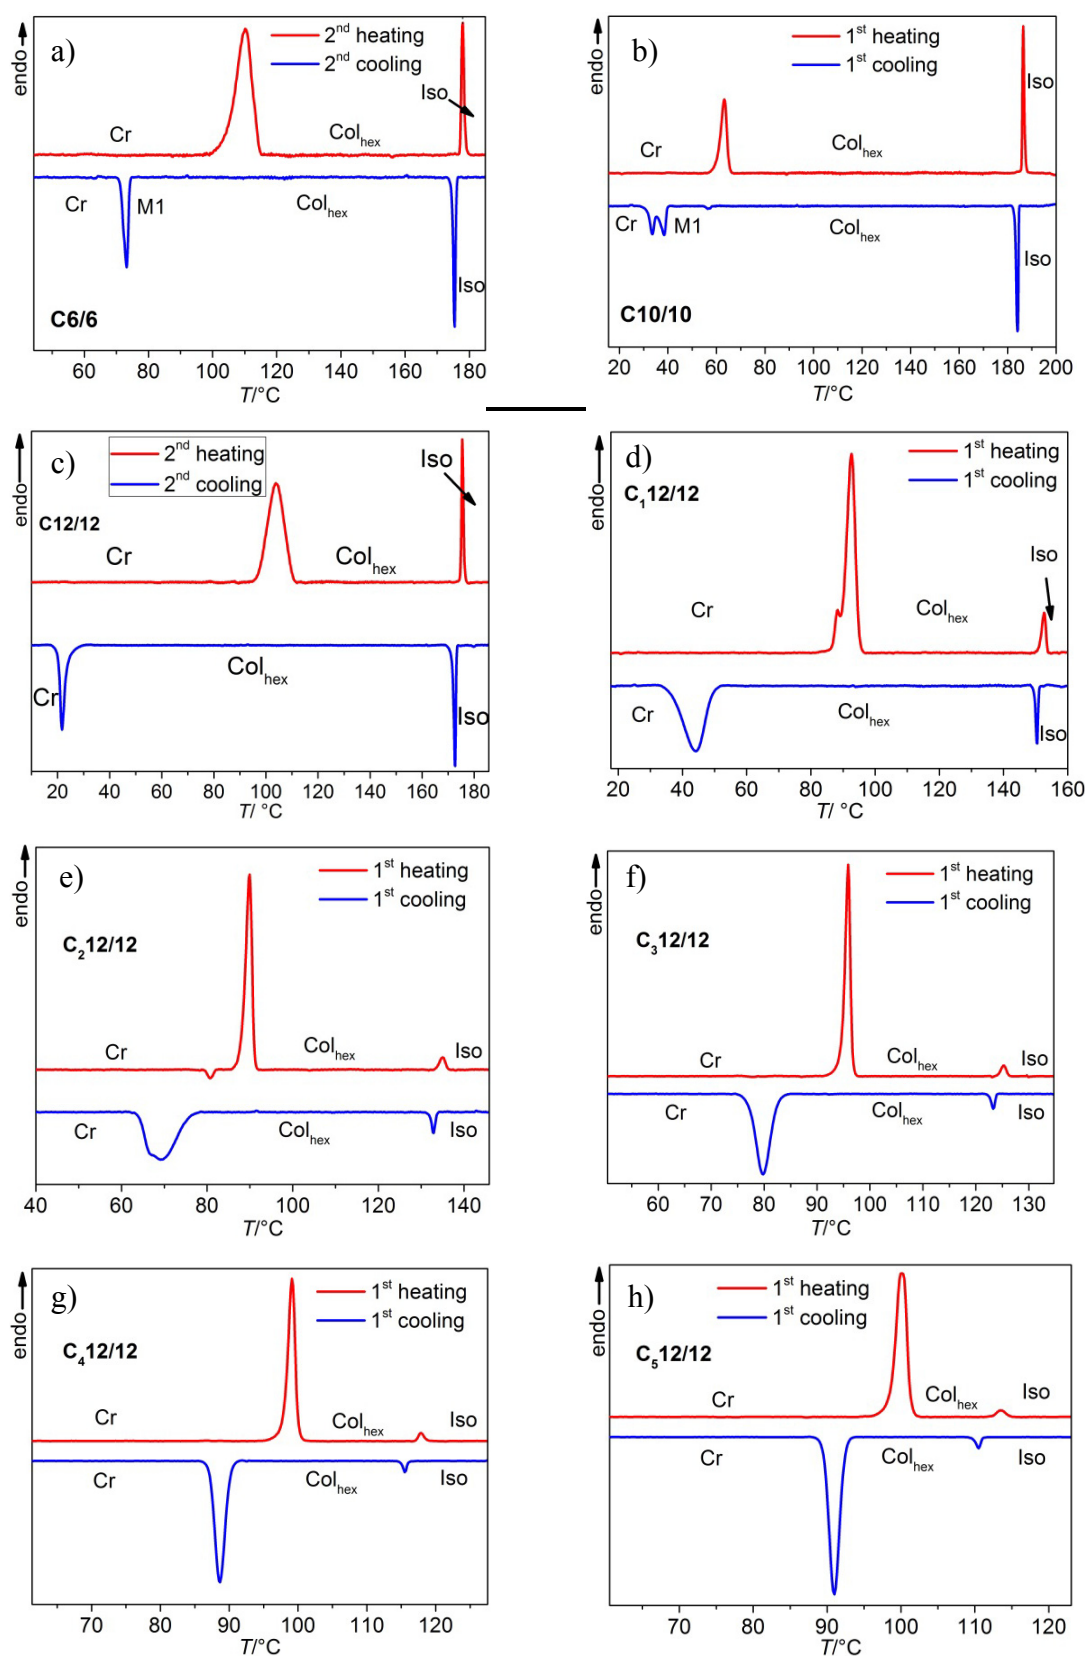 a)
endo
2nd heating
2nd cooling
Iso
Cr
Colhex
Cr
M1
Colhex
Iso
C6/6
60 80 100 120 140 160 180
T/°C
b)
endo
1st heating
1st cooling
Iso
Cr
Colhex
Cr
M1
Colhex
Iso
C10/10
20 40 60 80 100 120 140 160 180 200
T/°C
c)
endo
2nd heating
2nd cooling
Iso
C12/12
Cr
Colhex
Colhex
Cr
Iso
20 40 60 80 100 120 140 160 180
T/ °C
d)
endo
1st heating
1st cooling
C112/12
Iso
Cr
Colhex
Cr
Colhex
Iso
20 40 60 80 100 120 140 160
T/ °C
e)
endo
1st heating
1st cooling
C212/12
Cr
Colhex
Iso
Cr
Colhex
Iso
40 60 80 100 120 140
T/°C
f)
endo
1st heating
1st cooling
C312/12
Cr
Colhex
Iso
Cr
Colhex
Iso
60 70 80 90 100 110 120 130
T/°C
g)
endo
1st heating
1st cooling
C412/12
Cr
Colhex
Iso
Cr
Colhex
Iso
70 80 90 100 110 120
T/°C
h)
endo
1st heating
1st cooling
C512/12
Cr
Colhex
Iso
Cr
Colhex
Iso
70 80 90 100 110 120
T/°C